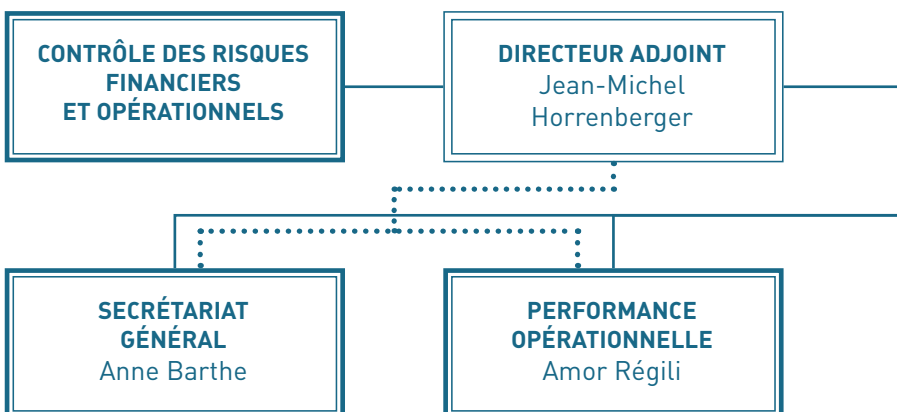 CONTRÔLE DES RISQUES
FINANCIERS
ET OPÉRATIONNELS
DIRECTEUR ADJOINT
Jean-Michel
Horrenberger
SECRÉTARIAT
GÉNÉRAL
Anne Barthe
PERFORMANCE
OPÉRATIONNELLE
Amor Régili